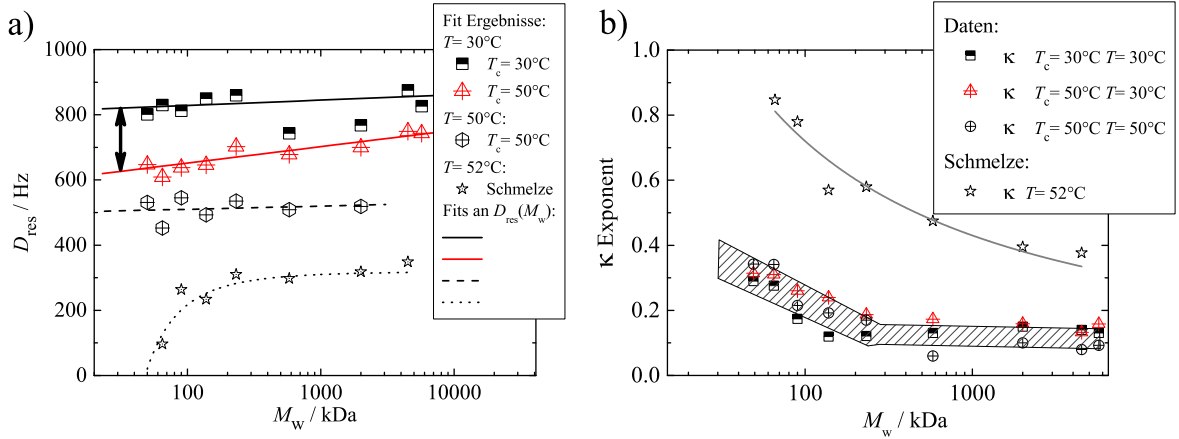 a)
D_res / Hz
1000
800
600
400
200
0
100
1000
10000
M_w / kDa
Fit Ergebnisse:
T= 30°C
T_c = 30°C
T_c = 50°C
T= 50°C:
T_c = 50°C
T= 52°C:
Schmelze
Fits an D_res(M_w):
b)
κ Exponent
1.0
0.8
0.6
0.4
0.2
0.0
100
1000
M_w / kDa
Daten:
κ T_c= 30°C T= 30°C
κ T_c= 50°C T= 30°C
κ T_c= 50°C T= 50°C
Schmelze:
κ T= 52°C